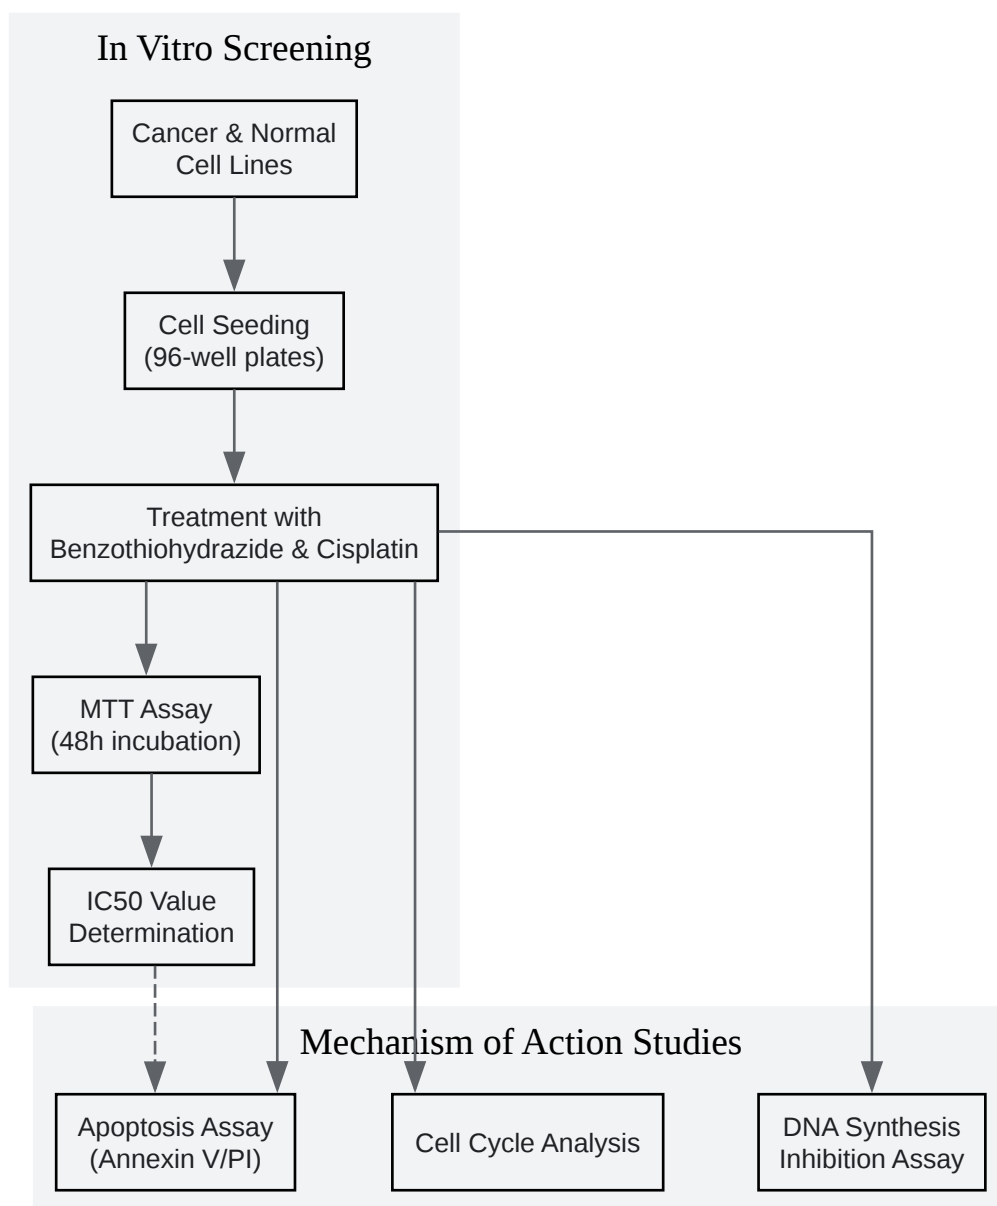 In Vitro Screening
Cancer & Normal
Cell Lines
Cell Seeding
(96-well plates)
Treatment with
Benzothiohydrazide & Cisplatin
MTT Assay
(48h incubation)
IC50 Value
Determination
Mechanism of Action Studies
Apoptosis Assay
(Annexin V/PI)
Cell Cycle Analysis
DNA Synthesis
Inhibition Assay